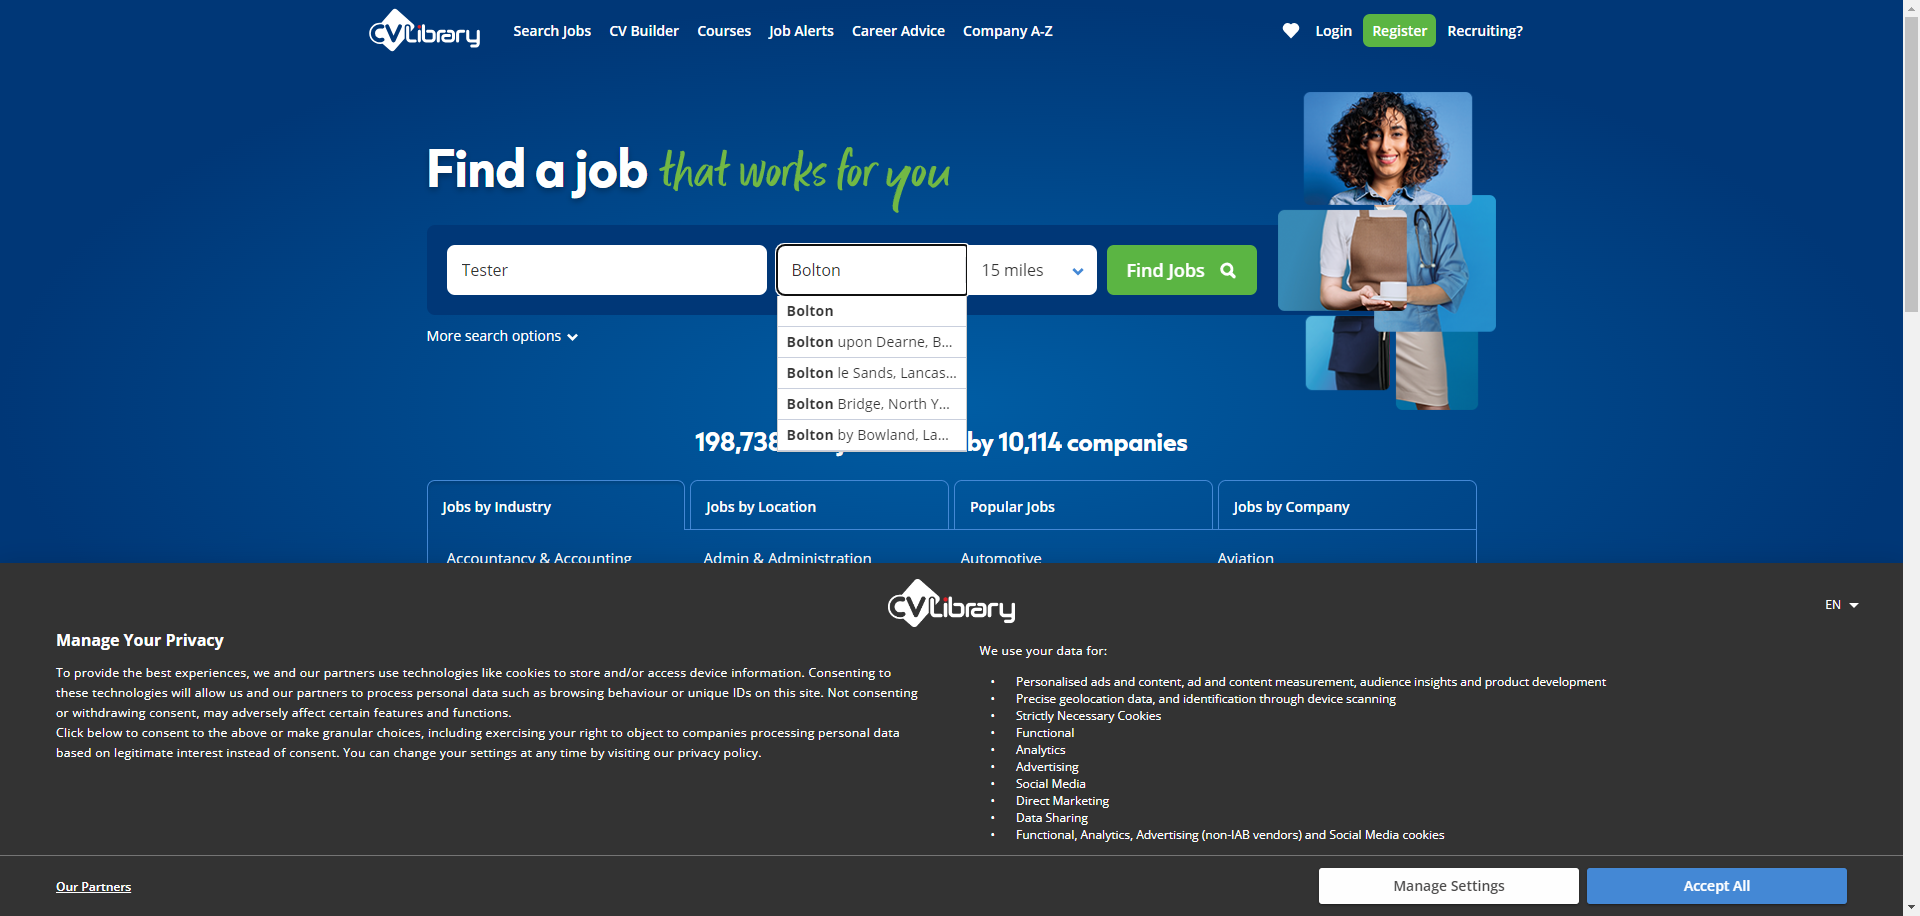 CVLibrary
Search Jobs
CV Builder
Courses
Job Alerts
Career Advice
Company A-Z
Login
Register
Recruiting?
Find a job that works for you
Tester
Bolton
15 miles
Find Jobs
Bolton
Bolton upon Dearne, B...
Bolton le Sands, Lancas...
Bolton Bridge, North Y...
Bolton by Bowland, La...
More search options
198,738
by 10,114 companies
Jobs by Industry
Jobs by Location
Popular Jobs
Jobs by Company
Accountancy & Accounting
Admin & Administration
Automotive
Aviation
CVLibrary
EN
Manage Your Privacy
To provide the best experiences, we and our partners use technologies like cookies to store and/or access device information. Consenting to
these technologies will allow us and our partners to process personal data such as browsing behaviour or unique IDs on this site. Not consenting
or withdrawing consent, may adversely affect certain features and functions.
Click below to consent to the above or make granular choices, including exercising your right to object to companies processing personal data
based on legitimate interest instead of consent. You can change your settings at any time by visiting our privacy policy.
We use your data for:
• Personalised ads and content, ad and content measurement, audience insights and product development
• Precise geolocation data, and identification through device scanning
• Strictly Necessary Cookies
• Functional
• Analytics
• Advertising
• Social Media
• Direct Marketing
• Data Sharing
• Functional, Analytics, Advertising (non-IAB vendors) and Social Media cookies
Our Partners
Manage Settings
Accept All